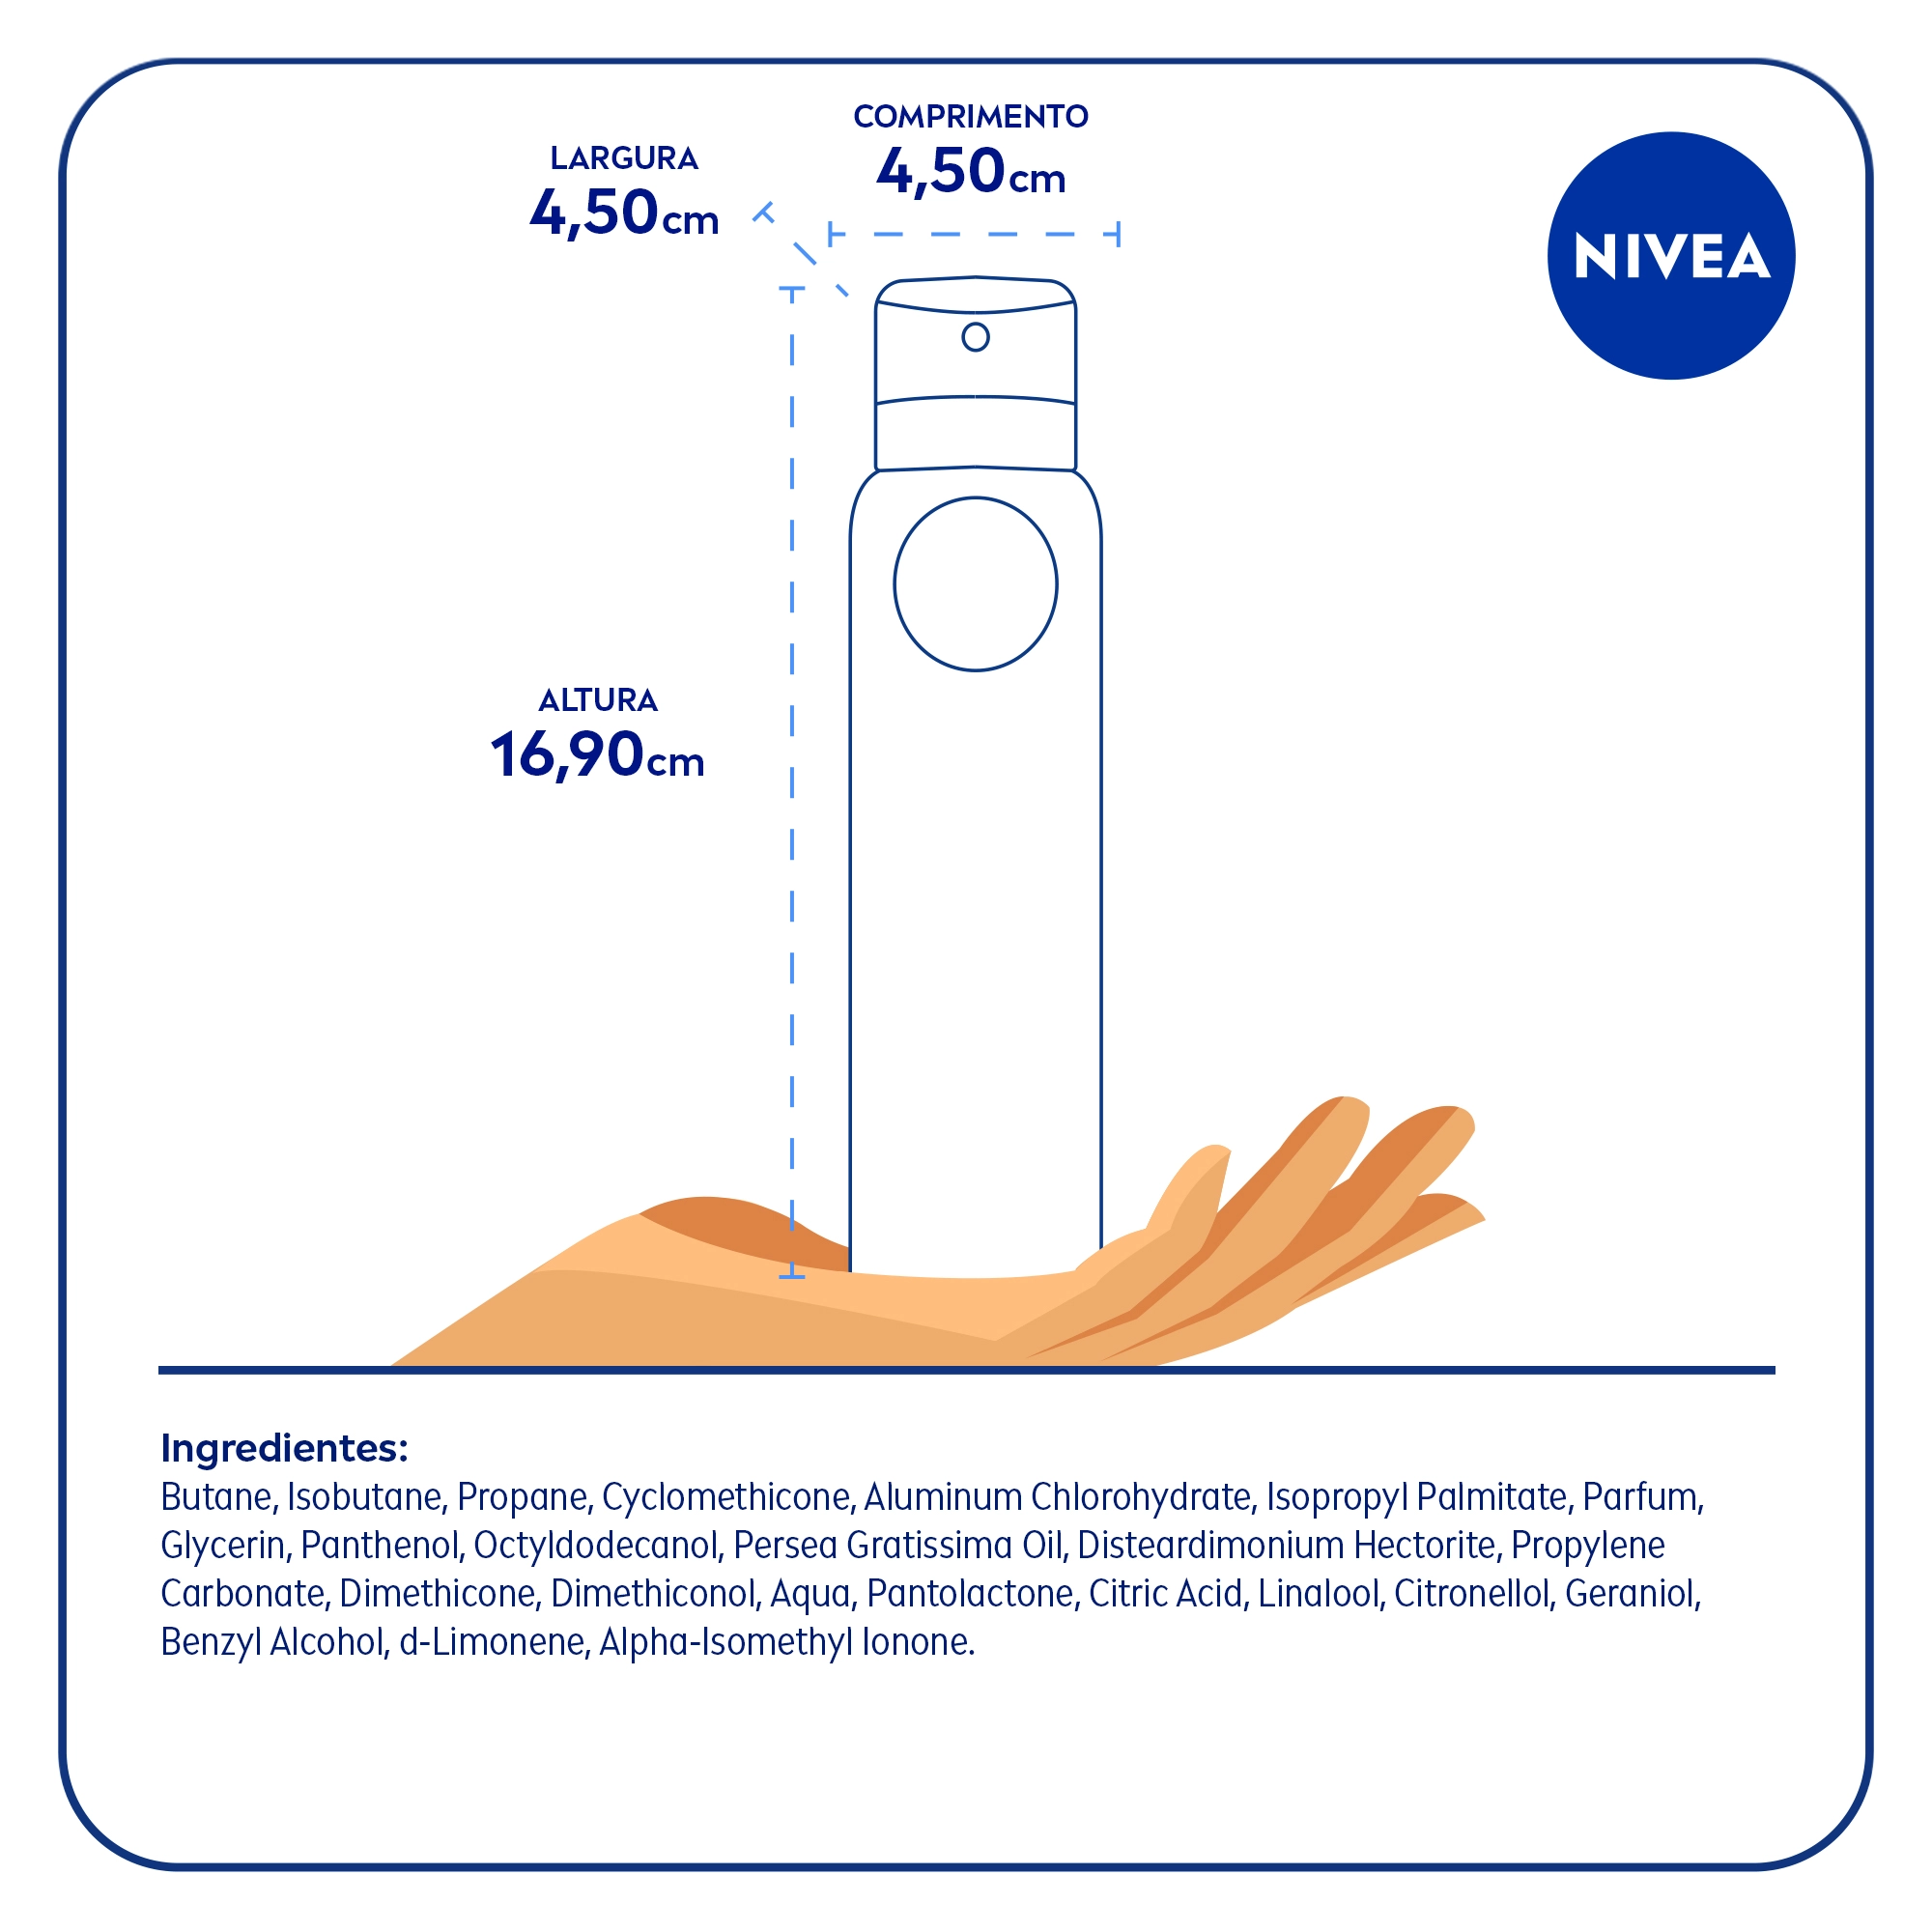 COMPRIMENTO
4,50cm
LARGURA
4,50cm
NIVEA
ALTURA
16,90cm
Ingredientes:
Butane, Isobutane, Propane, Cyclomethicone, Aluminum Chlorohydrate, Isopropyl Palmitate, Parfum,
Glycerin, Panthenol, Octyldodecanol, Persea Gratissima Oil, Disteardimonium Hectorite, Propylene
Carbonate, Dimethicone, Dimethiconol, Aqua, Pantolactone, Citric Acid, Linalool, Citronellol, Geraniol,
Benzyl Alcohol, d-Limonene, Alpha-Isomethyl Ionone.